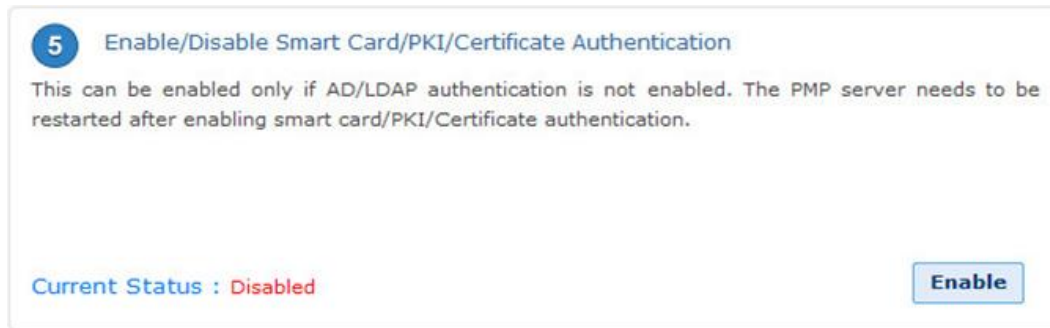 5 Enable/Disable Smart Card/PKI/Certificate Authentication
This can be enabled only if AD/LDAP authentication is not enabled. The PMP server needs to be
restarted after enabling smart card/PKI/Certificate authentication.
Current Status : Disabled
Enable